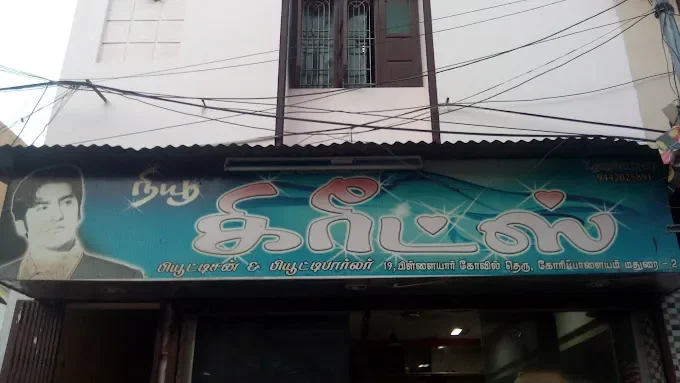 நியூ
கிரீட்ஸ்
பியூட்டிசன் & பியூட்டிபார்லர் 19, பிள்ளையார் கோவில் தெரு, கோரிப்பாளையம் மதுரை - 2